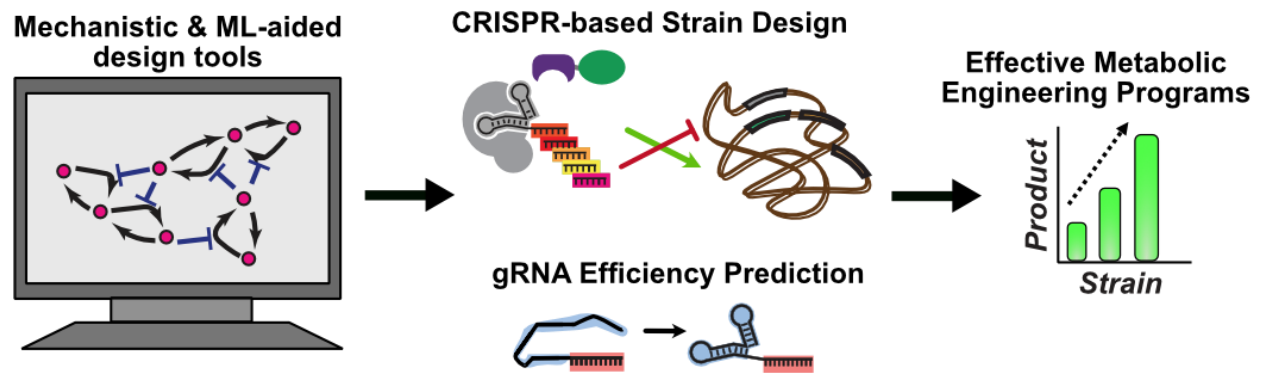 Mechanistic & ML-aided
design tools
CRISPR-based Strain Design
gRNA Efficiency Prediction
Effective Metabolic
Engineering Programs
Product
Strain